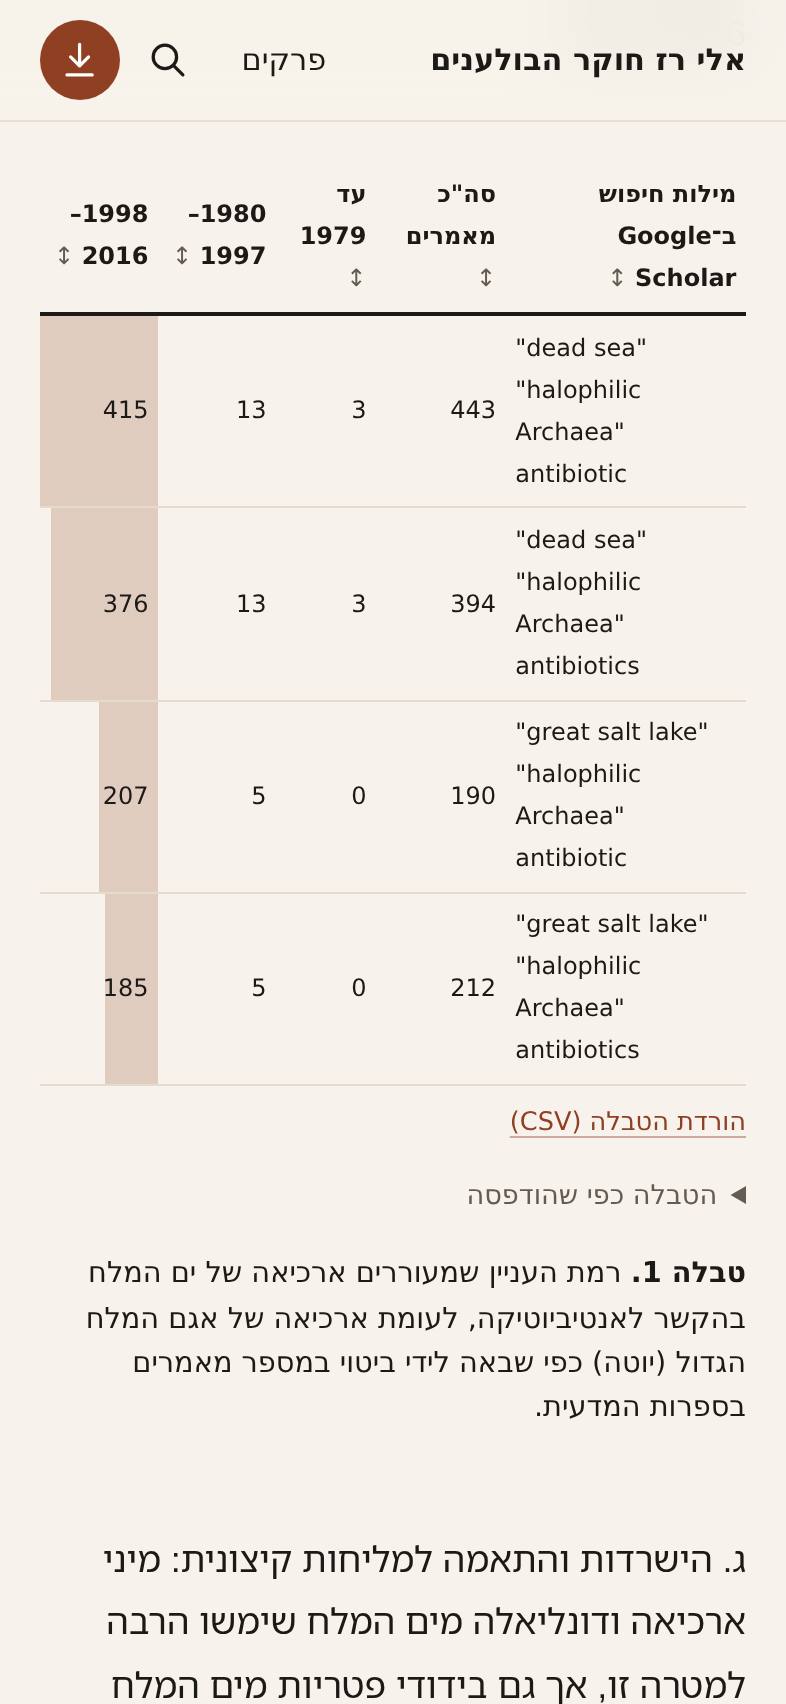 אלי רז חוקר הבולענים
פרקים
מילות חיפוש ב־Google Scholar ↕
סה"כ מאמרים ↕
עד 1979 ↕
1980–1997 ↕
1998–2016 ↕
"dead sea" "halophilic Archaea" antibiotic 443 3 13 415
"dead sea" "halophilic Archaea" antibiotics 394 3 13 376
"great salt lake" "halophilic Archaea" antibiotic 190 0 5 207
"great salt lake" "halophilic Archaea" antibiotics 212 0 5 185
הורדת הטבלה (CSV)
הטבלה כפי שהודפסה
טבלה 1. רמת העניין שמעוררים ארכיאה של ים המלח
בהקשר לאנטיביוטיקה, לעומת ארכיאה של אגם המלח
הגדול (יוטה) כפי שבאה לידי ביטוי במספר מאמרים
בספרות המדעית.
ג. הישרדות והתאמה למליחות קיצונית: מיני
ארכיאה ודונליאלה מים המלח שימשו הרבה
למטרה זו, אך גם בידודי פטריות מים המלח